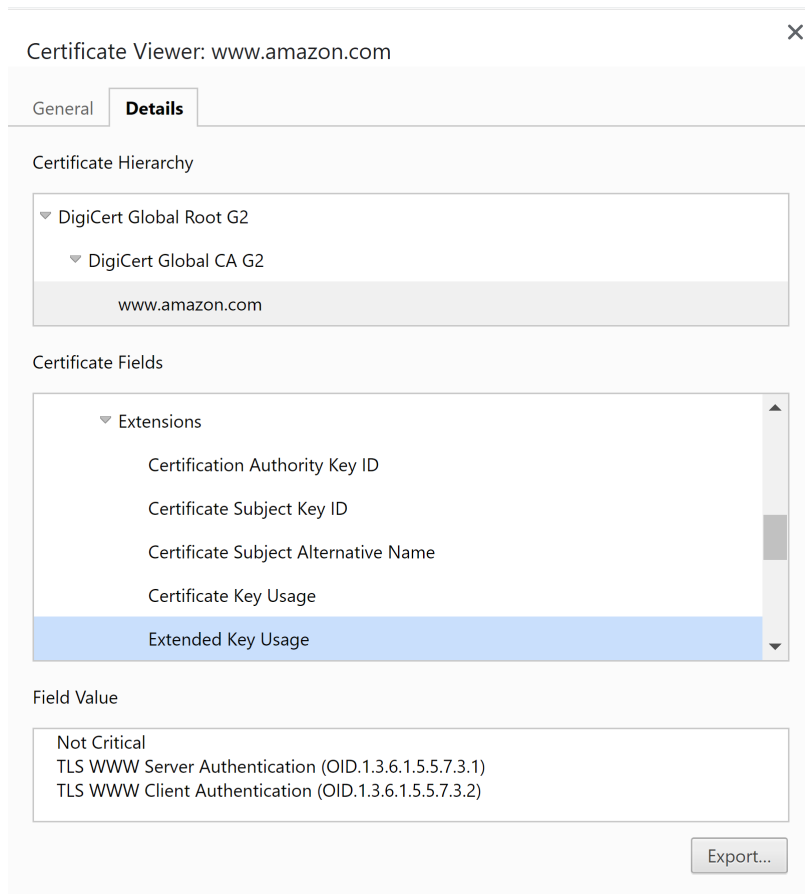 Certificate Viewer: www.amazon.com
General
Details
Certificate Hierarchy
DigiCert Global Root G2
DigiCert Global CA G2
www.amazon.com
Certificate Fields
Extensions
Certification Authority Key ID
Certificate Subject Key ID
Certificate Subject Alternative Name
Certificate Key Usage
Extended Key Usage
Field Value
Not Critical
TLS WWW Server Authentication (OID.1.3.6.1.5.5.7.3.1)
TLS WWW Client Authentication (OID.1.3.6.1.5.5.7.3.2)
Export...